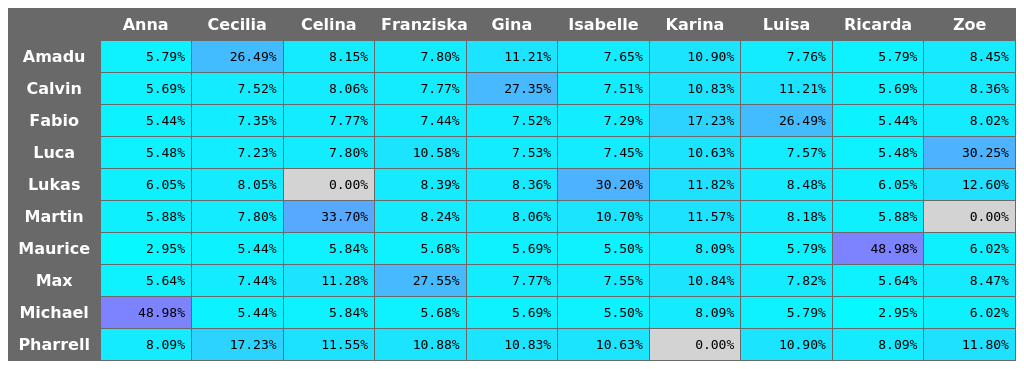 Anna Cecilia Celina Franziska Gina Isabelle Karina Luisa Ricarda Zoe
Amadu 5.79% 26.49% 8.15% 7.80% 11.21% 7.65% 10.90% 7.76% 5.79% 8.45%
Calvin 5.69% 7.52% 8.06% 7.77% 27.35% 7.51% 10.83% 11.21% 5.69% 8.36%
Fabio 5.44% 7.35% 7.77% 7.44% 7.52% 7.29% 17.23% 26.49% 5.44% 8.02%
Luca 5.48% 7.23% 7.80% 10.58% 7.53% 7.45% 10.63% 7.57% 5.48% 30.25%
Lukas 6.05% 8.05% 0.00% 8.39% 8.36% 30.20% 11.82% 8.48% 6.05% 12.60%
Martin 5.88% 7.80% 33.70% 8.24% 8.06% 10.70% 11.57% 8.18% 5.88% 0.00%
Maurice 2.95% 5.44% 5.84% 5.68% 5.69% 5.50% 8.09% 5.79% 48.98% 6.02%
Max 5.64% 7.44% 11.28% 27.55% 7.77% 7.55% 10.84% 7.82% 5.64% 8.47%
Michael 48.98% 5.44% 5.84% 5.68% 5.69% 5.50% 8.09% 5.79% 2.95% 6.02%
Pharrell 8.09% 17.23% 11.55% 10.88% 10.83% 10.63% 0.00% 10.90% 8.09% 11.80%